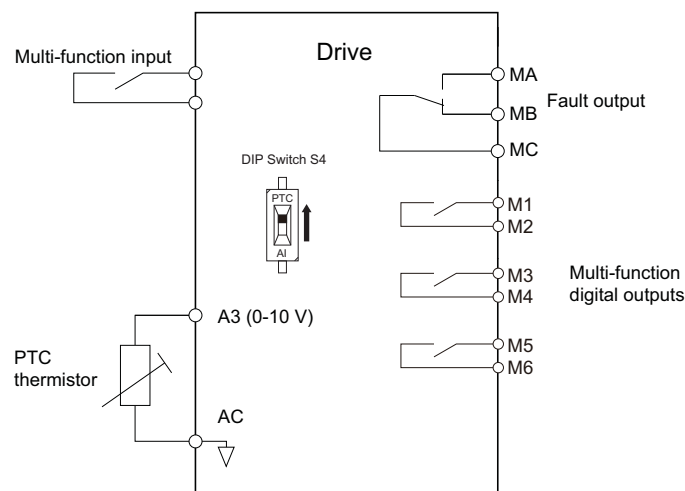 Drive
Multi-function input
MA
MB
Fault output
MC
DIP Switch S4
PTC
AI
M1
M2
M3
M4
Multi-function
digital outputs
M5
M6
A3 (0-10 V)
PTC
thermistor
AC